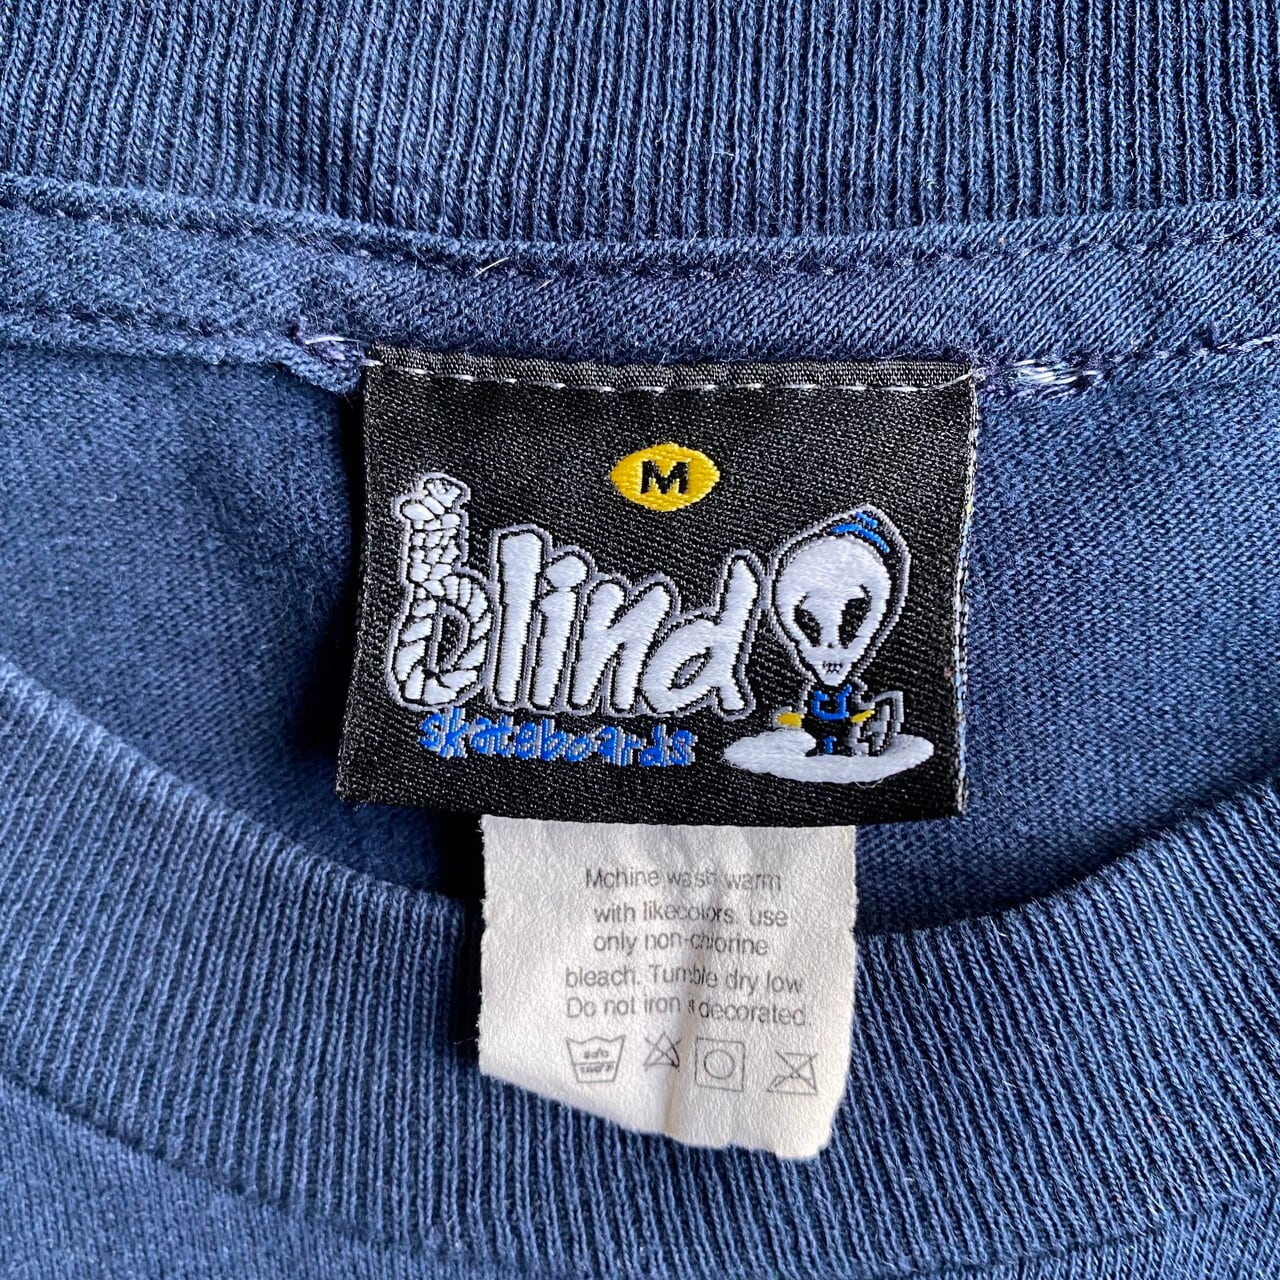 M
blind
skateboards
Mchine wash warm
with likecolors, use
only non-chlorine
bleach. Tumble dry low.
Do not iron decorated.